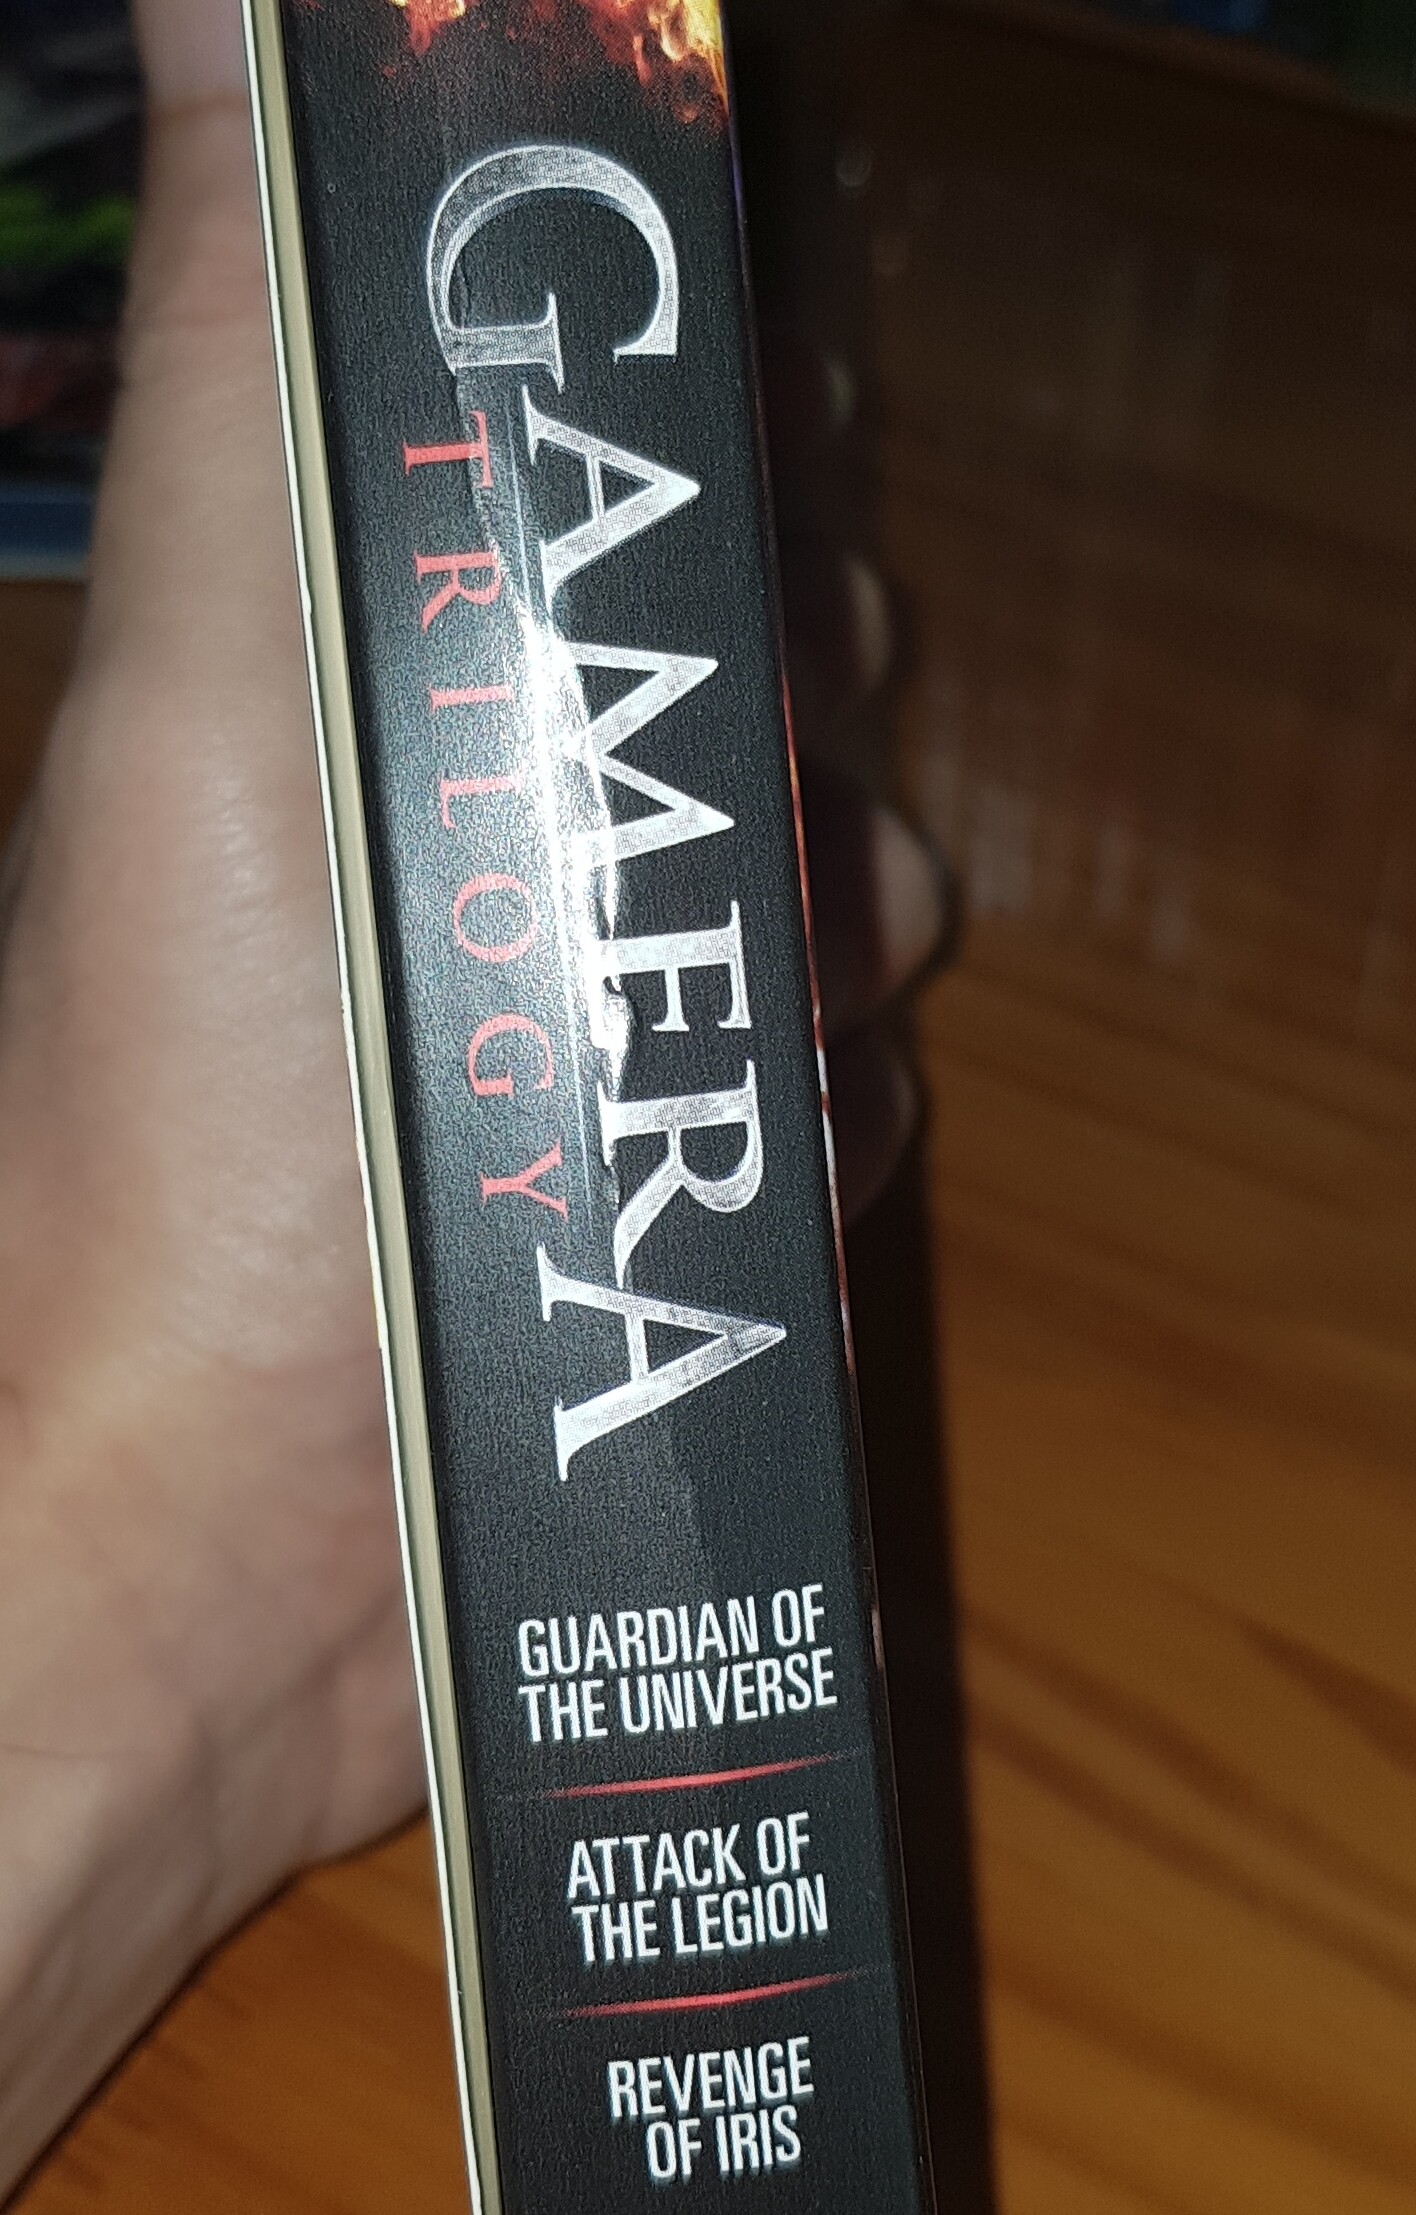 GAMERA
TRILOGY
GUARDIAN OF
THE UNIVERSE
ATTACK OF
THE LEGION
REVENGE
OF IRIS